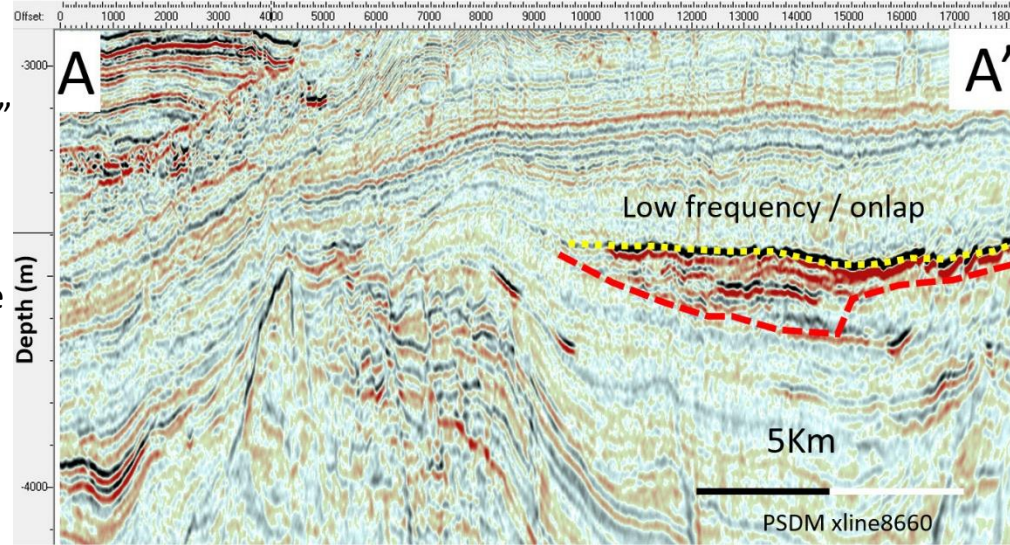 Offset: 0 1000 2000 3000 4000 5000 6000 7000 8000 9000 10000 11000 12000 13000 14000 15000 16000 17000
A
A’
-3000
”
Low frequency / onlap
e
Depth (m)
5Km
-4000
PSDM xline8660